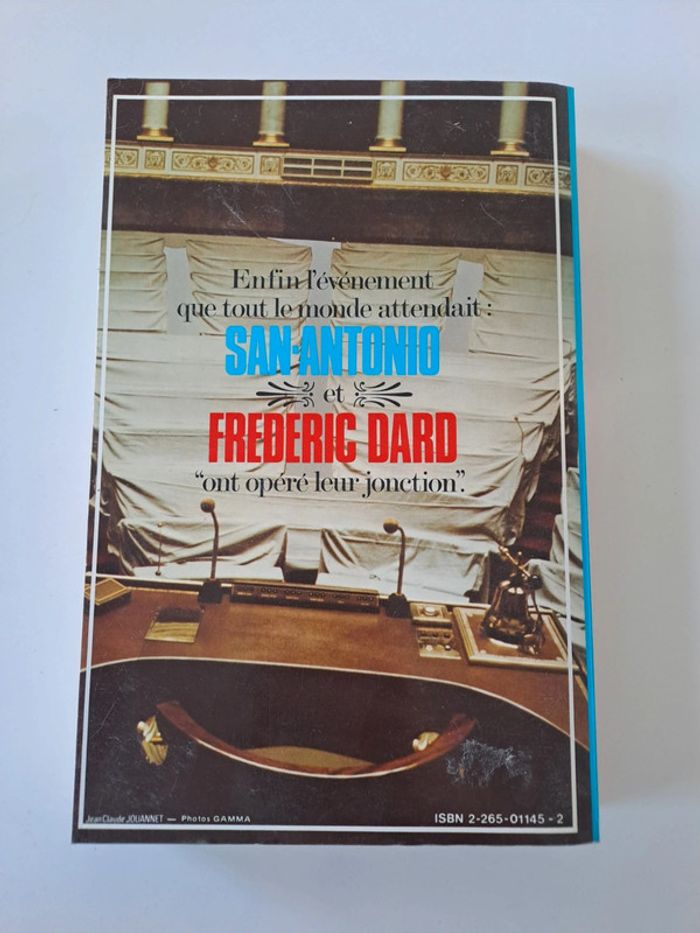 Enfin l'événement
que tout le monde attendait :
SAN-ANTONIO
et
FREDERIC DARD
“ont opéré leur jonction”.
Jean Claude JOUANNET — Photos GAMMA
ISBN 2-265-01145-2